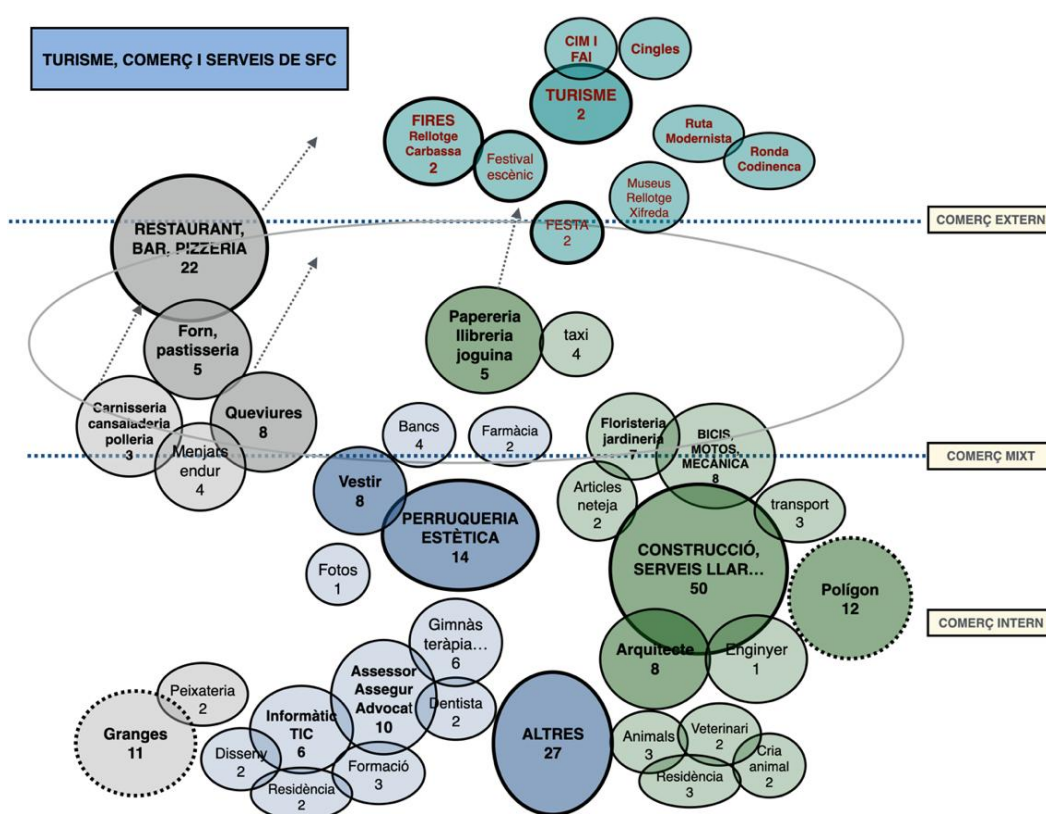 TURISME, COMERÇ I SERVEIS DE SFC
CIM I
FAI
Cingles
TURISME
2
FIRES
Rellotge
Carbassa
2
Festival
escènic
Ruta
Modernista
Ronda
Codinenca
Museus
Rellotge
Xifreda
FESTA
2
COMERÇ EXTERN
RESTAURANT,
BAR, PIZZERIA
22
Forn,
pastisseria
5
Papereria
llibreria
joguina
5
taxi
4
Carnisseria
cansaladeria
polleria
3
Queviures
8
Menjats
endur
4
Bancs
4
Farmàcia
2
Floristeria
jardineria
7
BICIS,
MOTOS,
MECÀNICA
8
COMERÇ MIXT
Vestir
8
PERRUQUERIA
ESTÈTICA
14
Articles
neteja
2
transport
3
CONSTRUCCIÓ,
SERVEIS LLAR...
50
Polígon
12
Fotos
1
COMERÇ INTERN
Gimnàs
teràpia...
6
Arquitecte
8
Enginyer
1
Assessor
Assegur
Advocat
10
Dentista
2
Peixateria
2
Granges
11
Informàtic
TIC
6
Disseny
2
Formació
3
Residència
2
ALTRES
27
Animals
3
Veterinari
2
Cria
animal
2
Residència
3